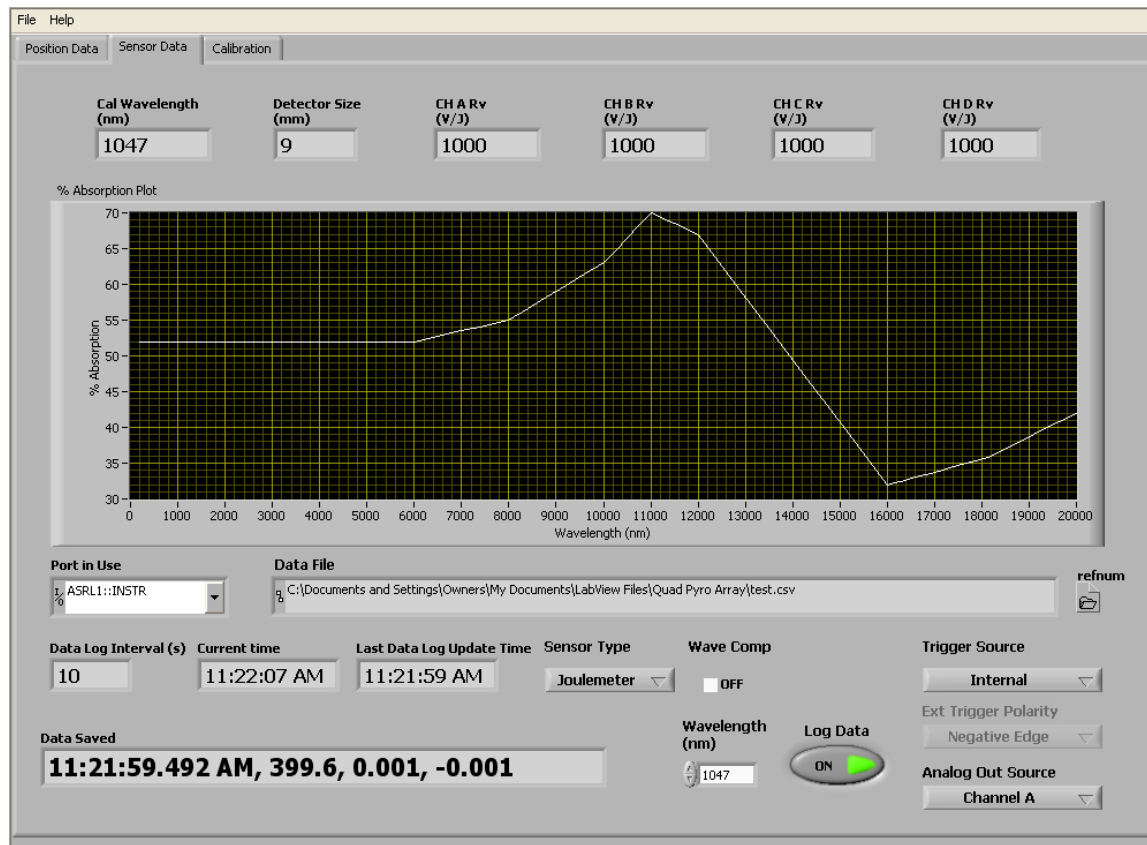 File Help
Position Data Sensor Data Calibration
Cal Wavelength (nm)
1047
Detector Size (mm)
9
CH A Rv (V/J)
1000
CH B Rv (V/J)
1000
CH C Rv (V/J)
1000
CH D Rv (V/J)
1000
% Absorption Plot
% Absorption
70
65
60
55
50
45
40
35
30
0 1000 2000 3000 4000 5000 6000 7000 8000 9000 10000 11000 12000 13000 14000 15000 16000 17000 18000 19000 20000
Wavelength (nm)
Port in Use
I/O ASRL1::INSTR
Data File
C:\Documents and Settings\Owners\My Documents\LabView Files\Quad Pyro Array\test.csv
refnum
Data Log Interval (s)
10
Current time
11:22:07 AM
Last Data Log Update Time
11:21:59 AM
Sensor Type
Joulemeter
Wave Comp
OFF
Trigger Source
Internal
Ext Trigger Polarity
Negative Edge
Analog Out Source
Channel A
Data Saved
11:21:59.492 AM, 399.6, 0.001, -0.001
Wavelength (nm)
1047
Log Data
ON